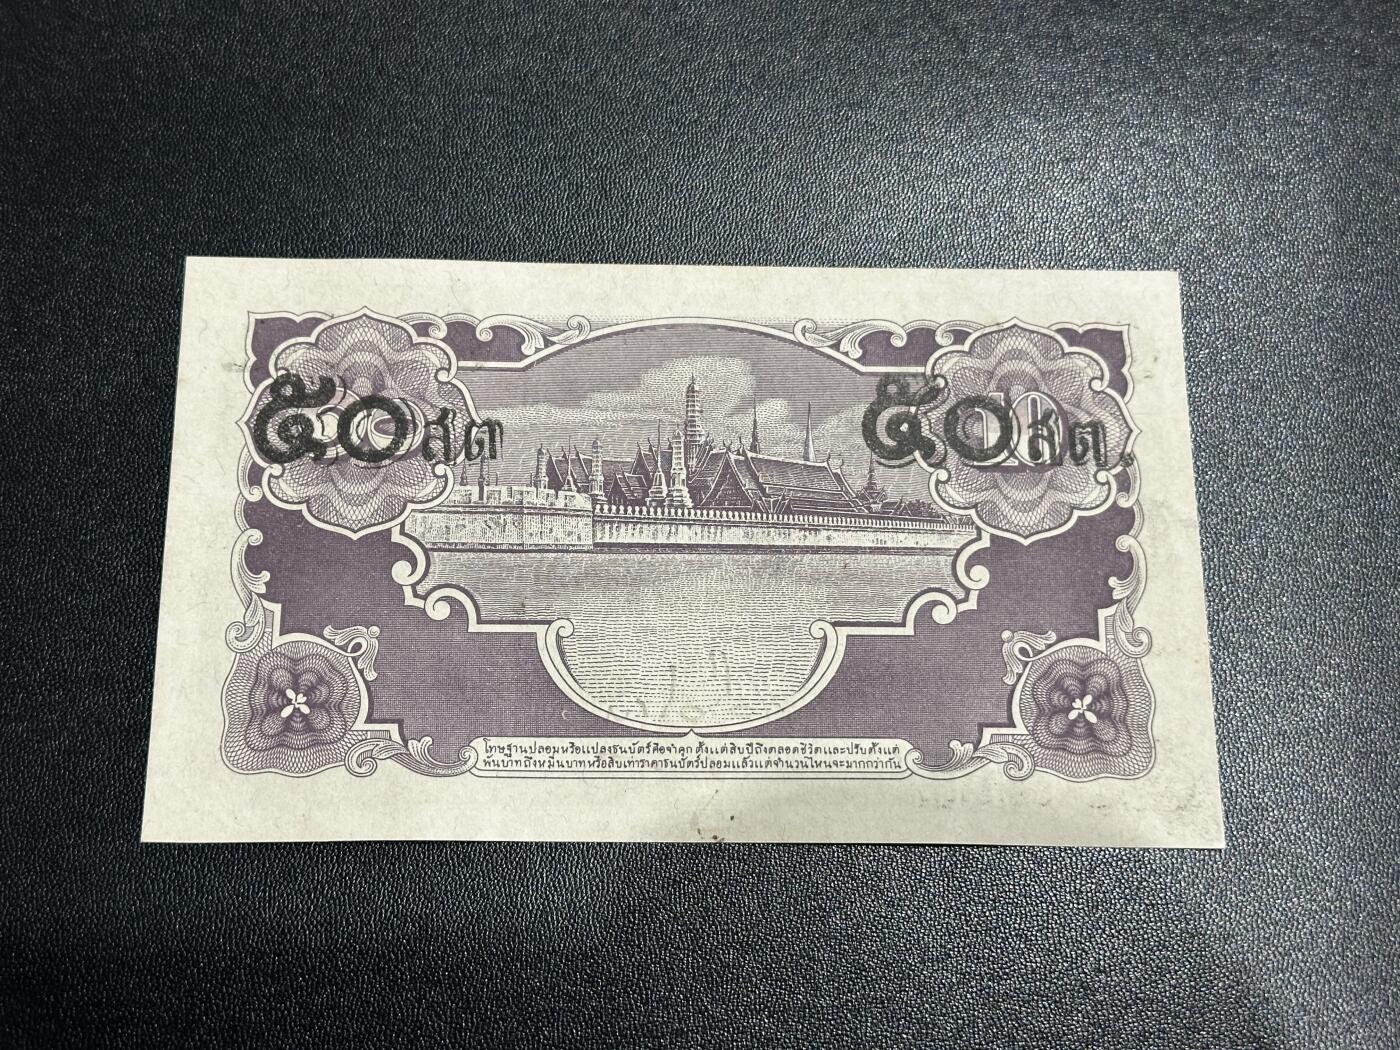 ๕๐สต ๕๐สต.
10
โทษฐานปลอมหรือแปลงธนบัตร์คือจำคุก ตั้งแต่สิบปีถึงตลอดชีวิตและปรับตั้งแต่
พันบาทถึงหมื่นบาทหรือสิบเท่าราคาธนบัตร์ปลอมแล้วแต่จำนวนไหนจะมากกว่ากัน